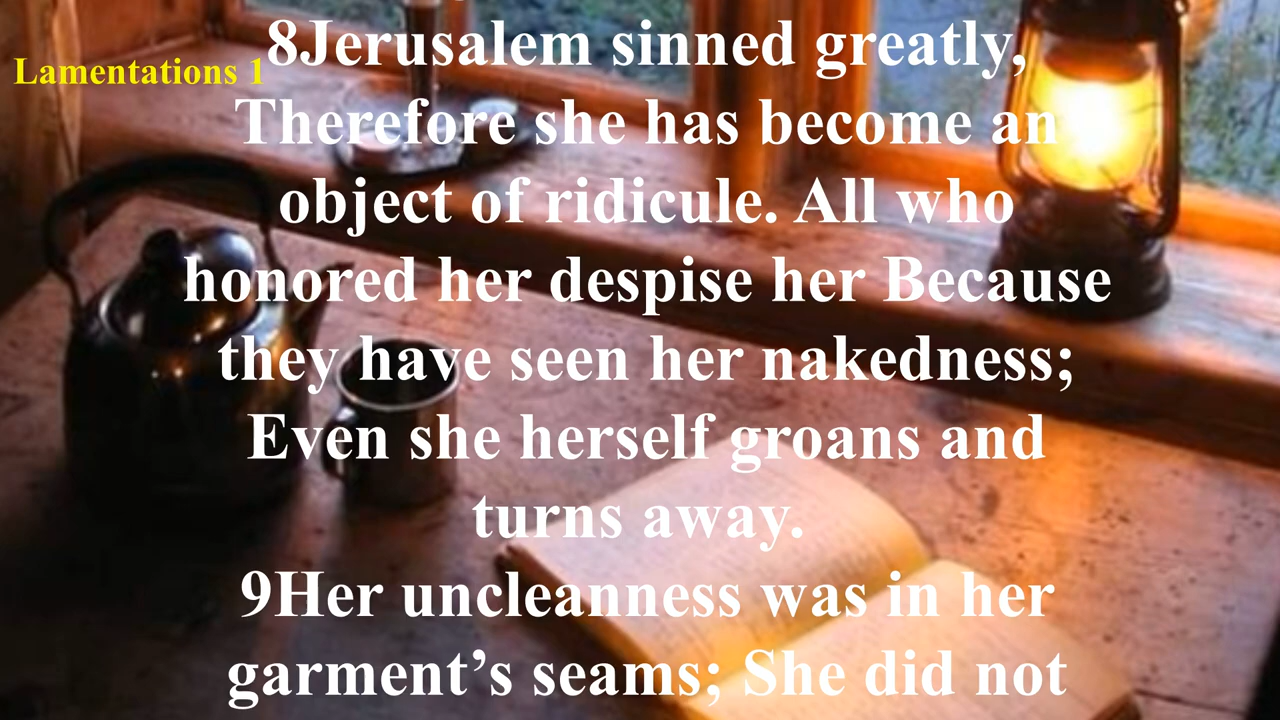 Lamentations 1
8Jerusalem sinned greatly,
Therefore she has become an
object of ridicule. All who
honored her despise her Because
they have seen her nakedness;
Even she herself groans and
turns away.
9Her uncleanness was in her
garment’s seams; She did not